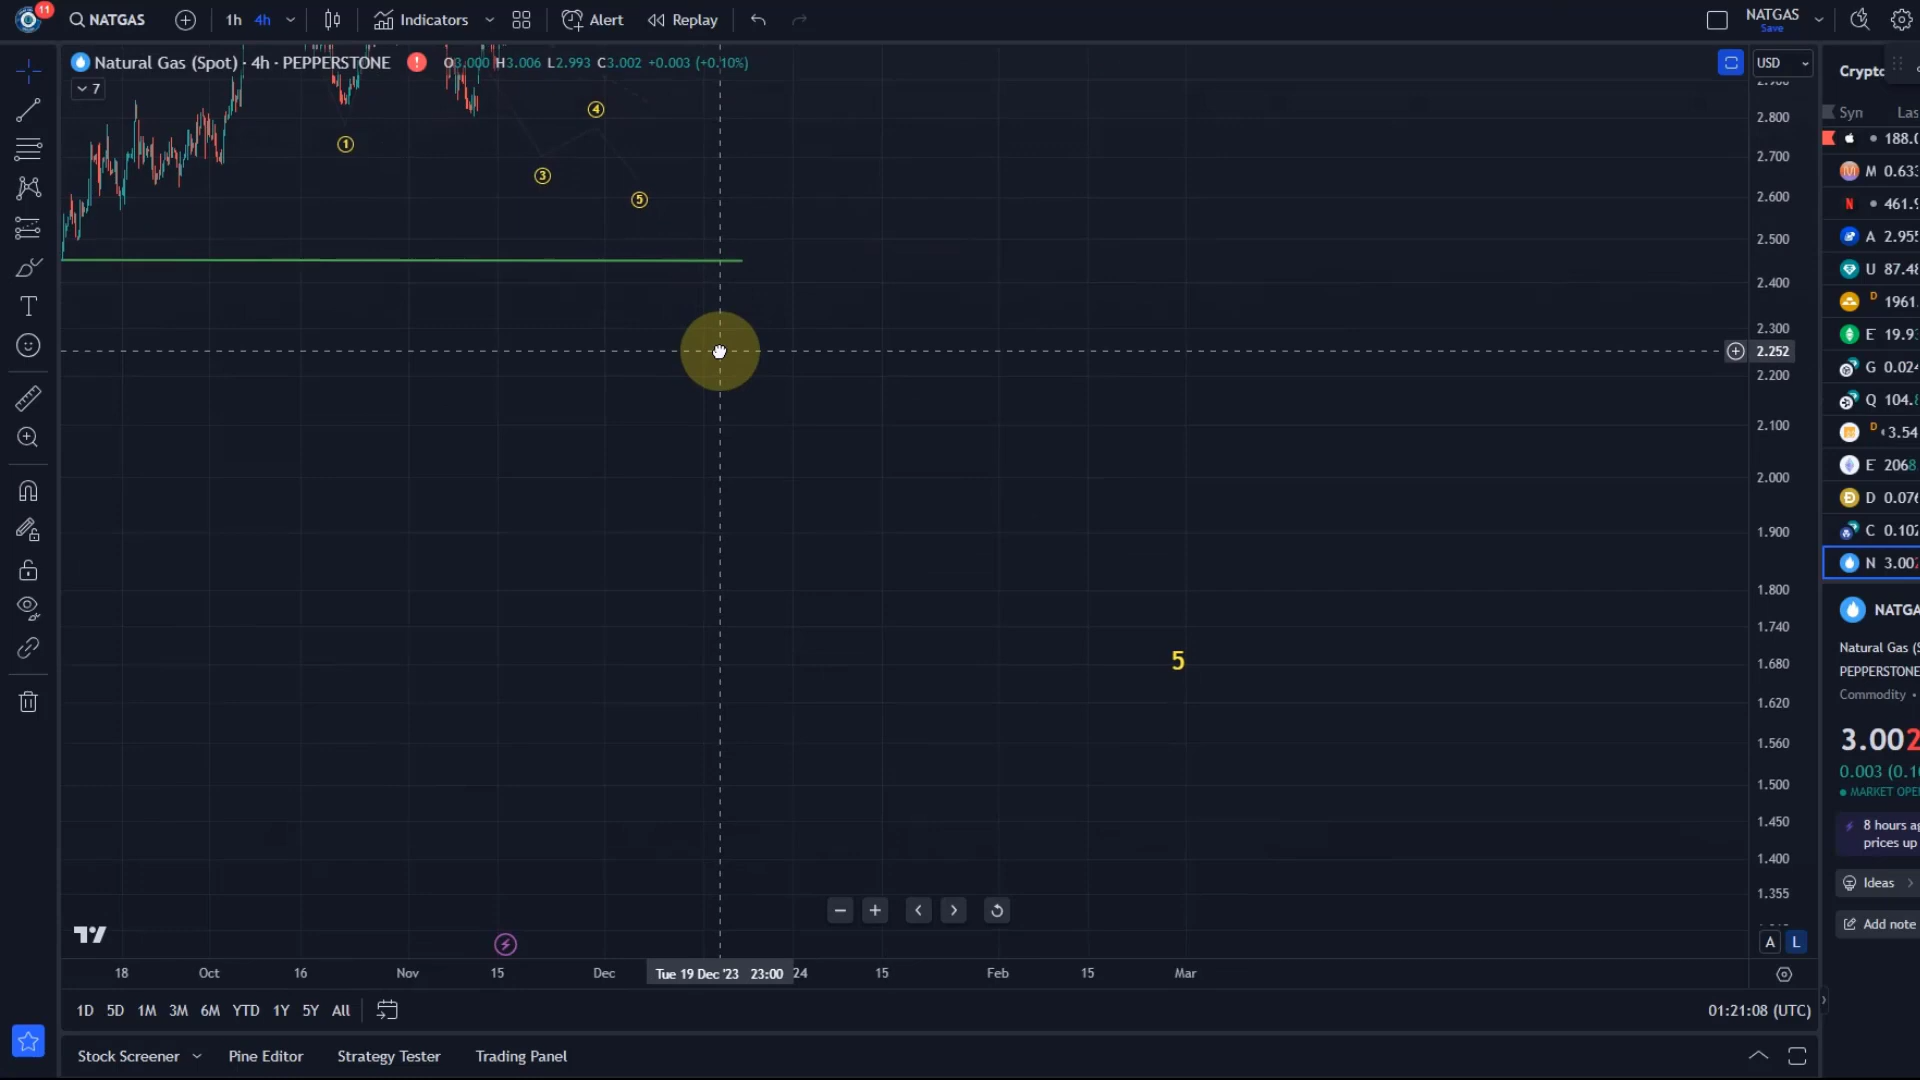 11
NATGAS
1h 4h
Indicators
Alert
Replay
NATGAS
Save
Natural Gas (Spot) · 4h · PEPPERSTONE
O3.000 H3.006 L2.993 C3.002 +0.003 (+0.10%)
7
USD
Crypto
Syn Las
2.800
2.700
2.600
2.500
2.400
2.300
2.252
2.200
2.100
2.000
1.900
1.800
1.740
1.680
1.620
1.560
1.500
1.450
1.400
1.355
1
3
4
5
5
188.0
M 0.633
N 461.9
A 2.955
U 87.48
D 1961.
E 19.9
G 0.024
Q 104.8
D 3.54
E 2068
D 0.076
C 0.102
N 3.002
NATGA
Natural Gas (S
PEPPERSTONE
Commodity •
3.002
0.003 (0.10
MARKET OPE
8 hours ag
prices up
Ideas
Add note
A L
18 Oct 16 Nov 15 Dec Tue 19 Dec '23 23:00 24 15 Feb 15 Mar
1D 5D 1M 3M 6M YTD 1Y 5Y All
01:21:08 (UTC)
Stock Screener
Pine Editor
Strategy Tester
Trading Panel